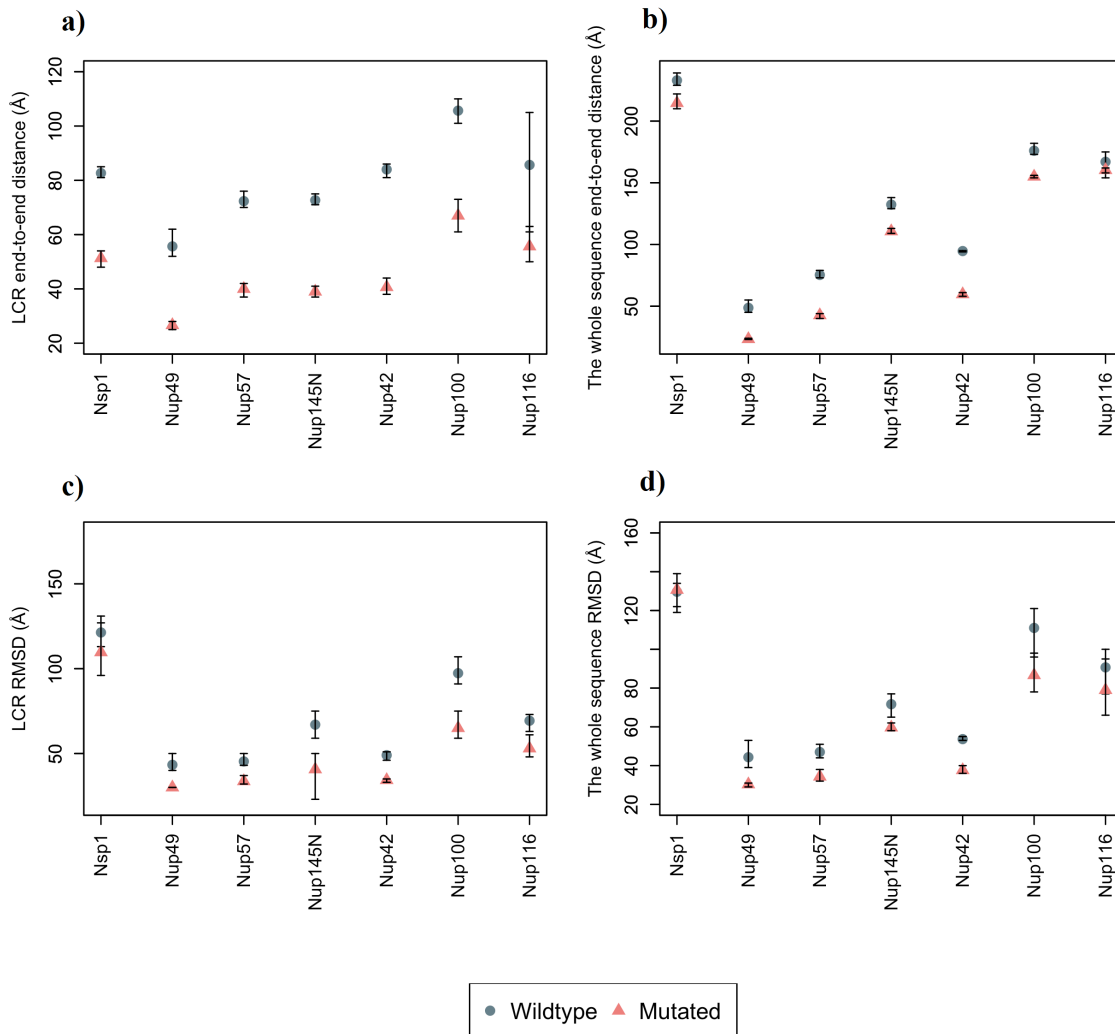 a)
LCR end-to-end distance (Å)
120
100
80
60
40
20
Nsp1
Nup49
Nup57
Nup145N
Nup42
Nup100
Nup116
b)
The whole sequence end-to-end distance (Å)
200
150
100
50
Nsp1
Nup49
Nup57
Nup145N
Nup42
Nup100
Nup116
c)
LCR RMSD (Å)
150
100
50
Nsp1
Nup49
Nup57
Nup145N
Nup42
Nup100
Nup116
d)
The whole sequence RMSD (Å)
160
120
80
60
40
20
Nsp1
Nup49
Nup57
Nup145N
Nup42
Nup100
Nup116
Wildtype
Mutated